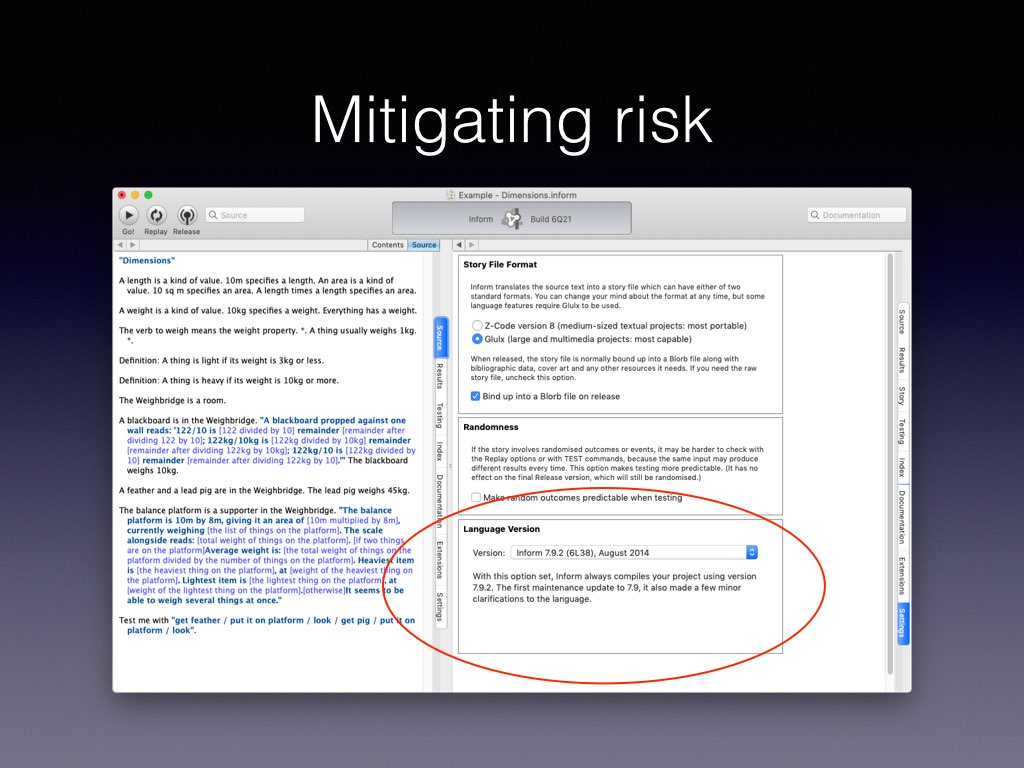 Mitigating risk
Example - Dimensions.inform
Go!
Replay
Release
Source
Inform
Build 6Q21
Documentation
Contents
Source
"Dimensions"
A length is a kind of value. 10m specifies a length. An area is a kind of
value. 10 sq m specifies an area. A length times a length specifies an area.
A weight is a kind of value. 10kg specifies a weight. Everything has a weight.
The verb to weigh means the weight property. *. A thing usually weighs 1kg.
*.
Definition: A thing is light if its weight is 3kg or less.
Definition: A thing is heavy if its weight is 10kg or more.
The Weighbridge is a room.
A blackboard is in the Weighbridge. "A blackboard propped against one
wall reads: '122/10 is [122 divided by 10] remainder [remainder after
dividing 122 by 10]; 122kg/10kg is [122kg divided by 10kg] remainder
[remainder after dividing 122kg by 10kg]; 122kg/10 is [122kg divided by
10] remainder [remainder after dividing 122kg by 10].'" The blackboard
weighs 10kg.
A feather and a lead pig are in the Weighbridge. The lead pig weighs 45kg.
The balance platform is a supporter in the Weighbridge. "The balance
platform is 10m by 8m, giving it an area of [10m multiplied by 8m],
currently weighing [the list of things on the platform]. The scale
alongside reads: [total weight of things on the platform]. [if two things
are on the platform]Average weight is: [the total weight of things on the
platform divided by the number of things on the platform]. Heaviest item
is [the heaviest thing on the platform], at [weight of the heaviest thing on
the platform]. Lightest item is [the lightest thing on the platform], at
[weight of the lightest thing on the platform].[otherwise]It seems to be
able to weigh several things at once."
Test me with "get feather / put it on platform / look / get pig / put it on
platform / look".
Source
Results
Testing
Index
Documentation
Extensions
Settings
Story File Format
Inform translates the source text into a story file which can have either of two
standard formats. You can change your mind about the format at any time, but some
language features require Glulx to be used.
Z-Code version 8 (medium-sized textual projects: most portable)
Glulx (large and multimedia projects: most capable)
When released, the story file is normally bound up into a Blorb file along with
bibliographic data, cover art and any other resources it needs. If you need the raw
story file, uncheck this option.
Bind up into a Blorb file on release
Randomness
If the story involves randomised outcomes or events, it may be harder to check with
the Replay options or with TEST commands, because the same input may produce
different results every time. This option makes testing more predictable. (It has no
effect on the final Release version, which will still be randomised.)
Make random outcomes predictable when testing
Language Version
Version:
Inform 7.9.2 (6L38), August 2014
With this option set, Inform always compiles your project using version
7.9.2. The first maintenance update to 7.9, it also made a few minor
clarifications to the language.
Source
Results
Story
Testing
Index
Documentation
Extensions
Settings